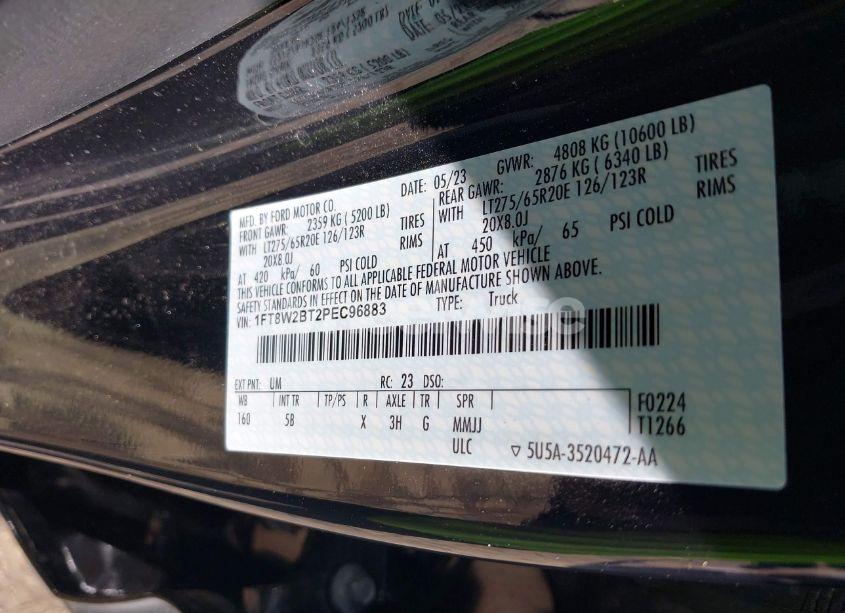 MFD. BY FORD MOTOR CO.
DATE: 05/23 GVWR: 4808 KG (10600 LB)
FRONT GAWR: 2359 KG ( 5200 LB)
REAR GAWR: 2876 KG ( 6340 LB)
WITH LT275/65R20E 126/123R TIRES
WITH LT275/65R20E 126/123R TIRES
20X8.0J RIMS
20X8.0J RIMS
AT 420 kPa/ 60 PSI COLD
AT 450 kPa/ 65 PSI COLD
THIS VEHICLE CONFORMS TO ALL APPLICABLE FEDERAL MOTOR VEHICLE
SAFETY STANDARDS IN EFFECT ON THE DATE OF MANUFACTURE SHOWN ABOVE.
VIN: 1FT8W2BT2PEC96883 TYPE: Truck
EXT PNT: UM RC: 23 DSO:
WB INT TR TP/PS R AXLE TR SPR
160 5B X 3H G MMJJ
ULC
F0224
T1266
▽ 5U5A-3520472-AA